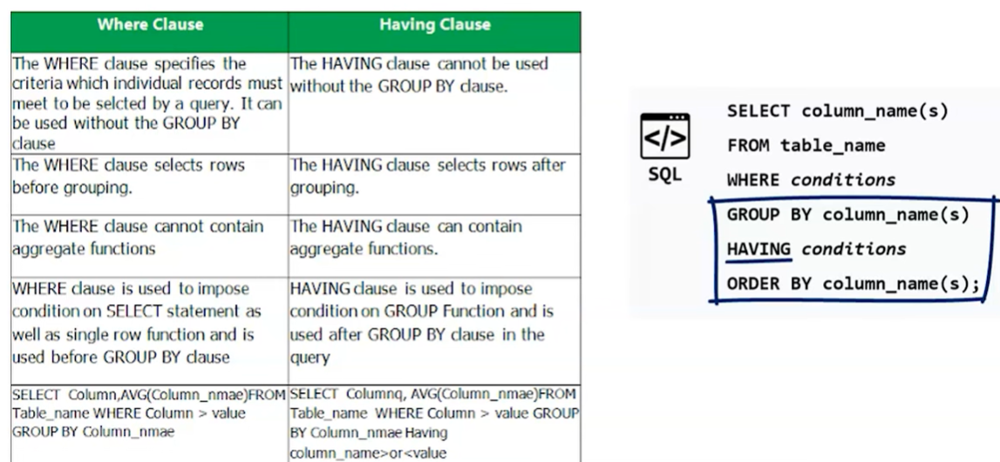 Where Clause
Having Clause
The WHERE clause specifies the
criteria which individual records must
meet to be selcted by a query. It can
be used without the GROUP BY
clause
The HAVING clause cannot be used
without the GROUP BY clause.
The WHERE clause selects rows
before grouping.
The HAVING clause selects rows after
grouping.
The WHERE clause cannot contain
aggregate functions
The HAVING clause can contain
aggregate functions.
WHERE clause is used to impose
condition on SELECT statement as
well as single row function and is
used before GROUP BY clause
HAVING clause is used to impose
condition on GROUP Function and is
used after GROUP BY clause in the
query
SELECT Column,AVG(Column_nmae)FROM
Table_name WHERE Column > value
GROUP BY Column_nmae
SELECT Columnq, AVG(Column_nmae)FROM
Table_name WHERE Column > value GROUP
BY Column_nmae Having
column_name>or<value
</>
SQL
SELECT column_name(s)
FROM table_name
WHERE conditions
GROUP BY column_name(s)
HAVING conditions
ORDER BY column_name(s);